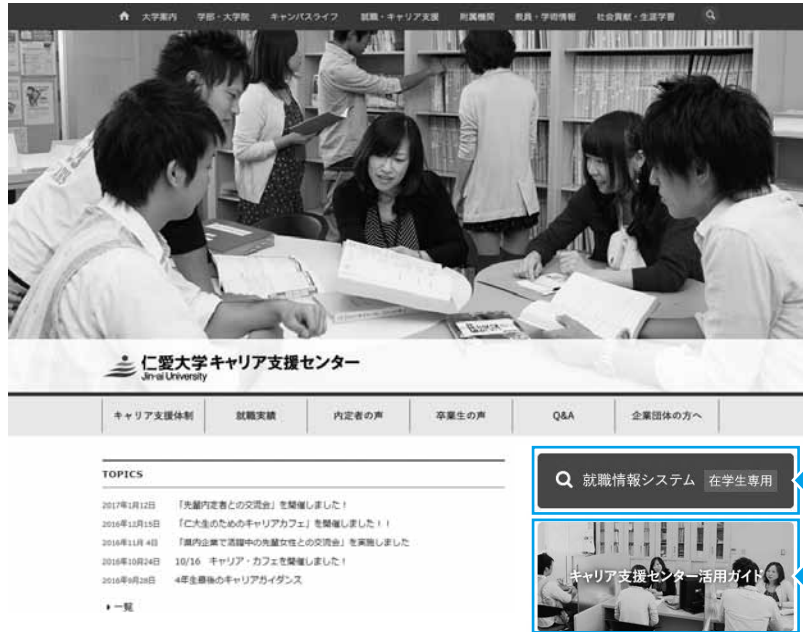 大学案内 学部・大学院 キャンパスライフ 就職・キャリア支援 附属機関 教員・学術情報 社会貢献・生涯学習
仁愛大学 キャリア支援センター
Jin-ai University
キャリア支援体制 就職実績 内定者の声 卒業生の声 Q&A 企業団体の方へ
TOPICS
2017年1月12日 「先輩内定者との交流会」を開催しました！
2016年12月15日 「仁大生のためのキャリアカフェ」を開催しました！！
2016年11月 4日 「県内企業で活躍中の先輩女性との交流会」を実施しました
2016年10月24日 10/16 キャリア・カフェを開催しました！
2016年9月28日 4年生最後のキャリアガイダンス
一覧
就職情報システム 在学生専用
キャリア支援センター活用ガイド